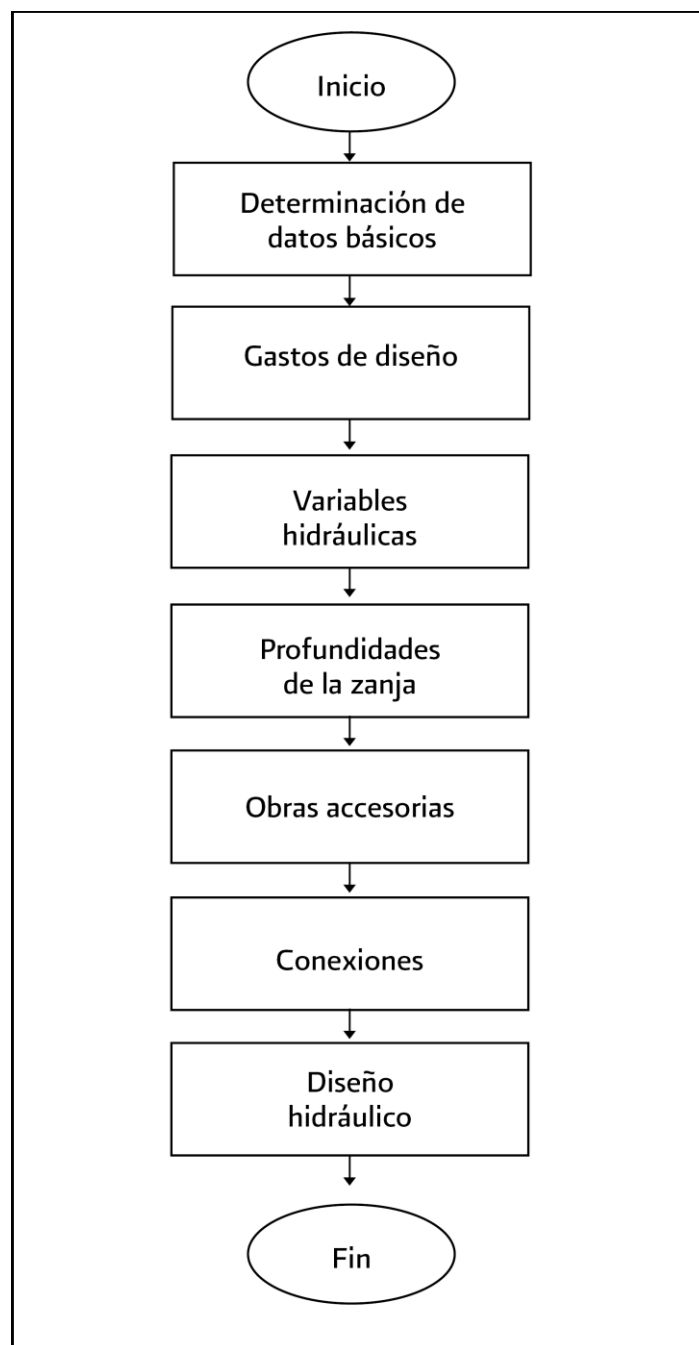 Inicio
Determinación de
datos básicos
Gastos de diseño
Variables
hidráulicas
Profundidades
de la zanja
Obras accesorias
Conexiones
Diseño
hidráulico
Fin